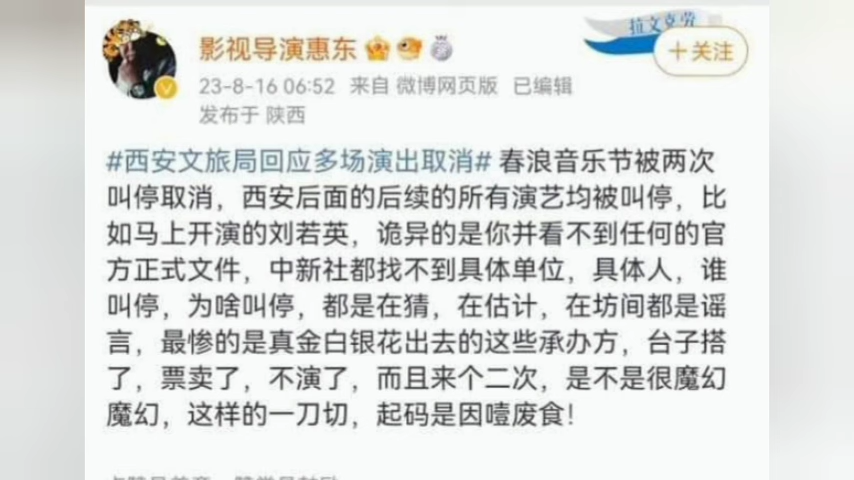 影视导演惠东
拉文克劳
+关注
23-8-16 06:52 来自 微博网页版 已编辑
发布于 陕西
#西安文旅局回应多场演出取消# 春浪音乐节被两次
叫停取消，西安后面的后续的所有演艺均被叫停，比
如马上开演的刘若英，诡异的是你并看不到任何的官
方正式文件，中新社都找不到具体单位，具体人，谁
叫停，为啥叫停，都是在猜，在估计，在坊间都是谣
言，最惨的是真金白银花出去的这些承办方，台子搭
了，票卖了，不演了，而且来个二次，是不是很魔幻
魔幻，这样的一刀切，起码是因噎废食！